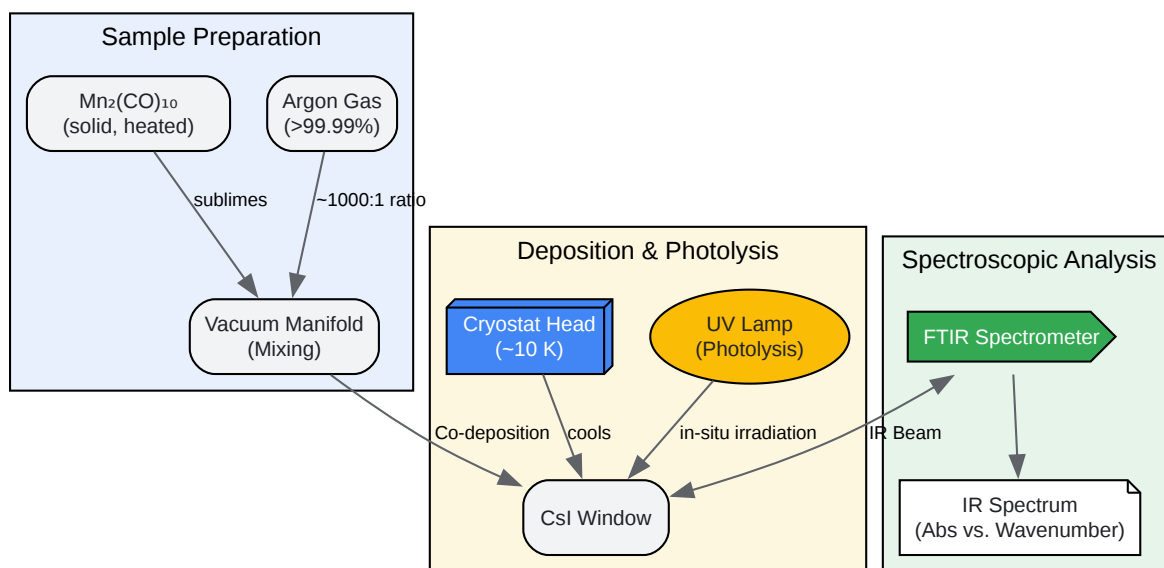 Sample Preparation
Mn₂(CO)₁₀
(solid, heated)
Argon Gas
(>99.99%)
sublimes
~1000:1 ratio
Vacuum Manifold
(Mixing)
Deposition & Photolysis
Cryostat Head
(~10 K)
UV Lamp
(Photolysis)
Co-deposition
cools
in-situ irradiation
CsI Window
Spectroscopic Analysis
FTIR Spectrometer
IR Beam
IR Spectrum
(Abs vs. Wavenumber)